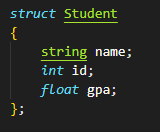 struct Student
{
    string name;
    int id;
    float gpa;
};